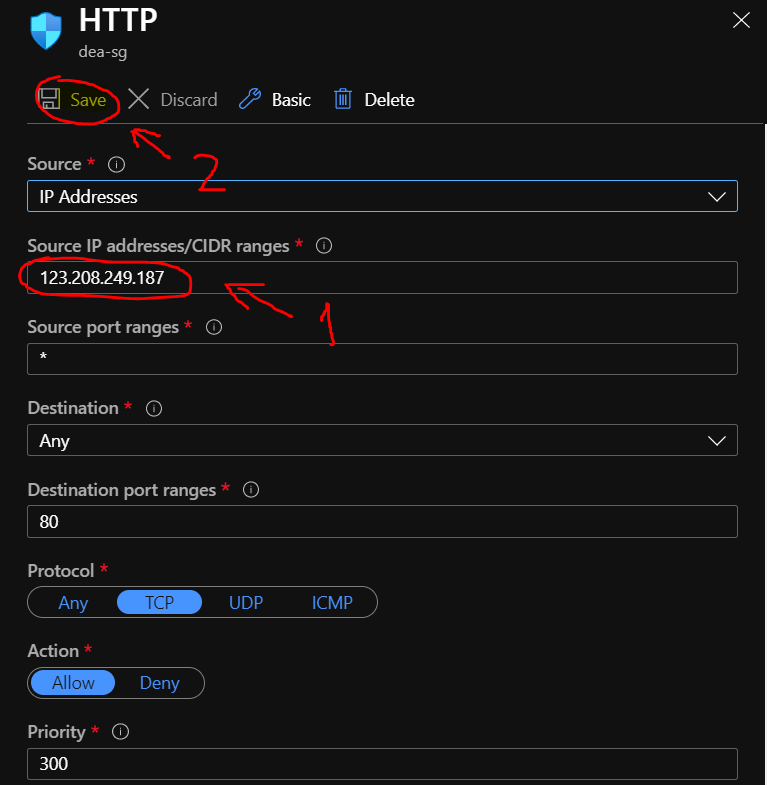 HTTP
dea-sg
Save Discard Basic Delete
2
Source *
IP Addresses
Source IP addresses/CIDR ranges *
123.208.249.187
1
Source port ranges *
*
Destination *
Any
Destination port ranges *
80
Protocol *
Any TCP UDP ICMP
Action *
Allow Deny
Priority *
300